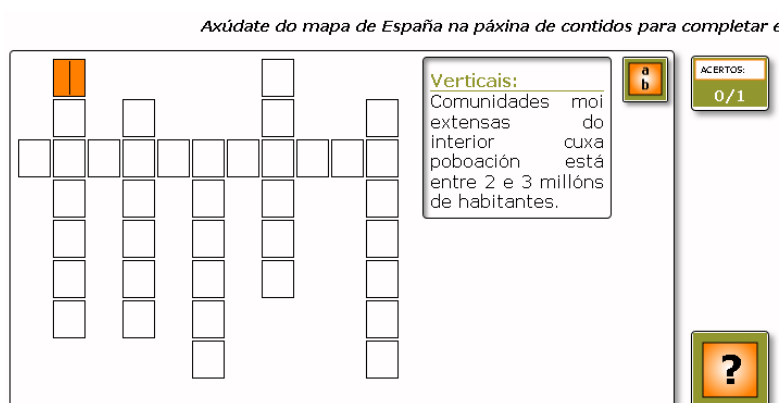 Axúdate do mapa de España na páxina de contidos para completar e
Verticais:
Comunidades moi
extensas do
interior cuxa
poboación está
entre 2 e 3 millóns
de habitantes.
a
b
ACERTOS:
0/1
?